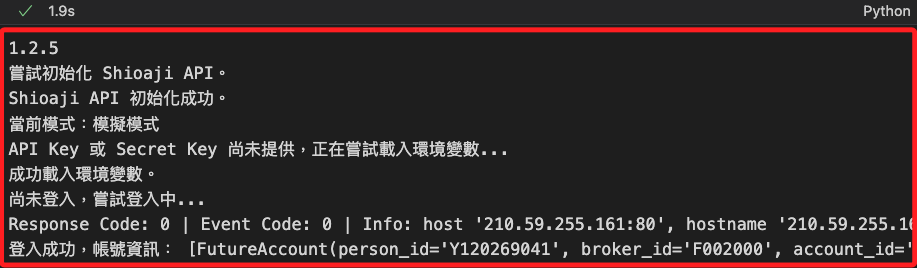 1.9s
Python
1.2.5
嘗試初始化 Shioaji API。
Shioaji API 初始化成功。
當前模式：模擬模式
API Key 或 Secret Key 尚未提供，正在嘗試載入環境變數...
成功載入環境變數。
尚未登入，嘗試登入中...
Response Code: 0 | Event Code: 0 | Info: host '210.59.255.161:80', hostname '210.59.255.16
登入成功，帳號資訊： [FutureAccount(person_id='Y120269041', broker_id='F002000', account_id='